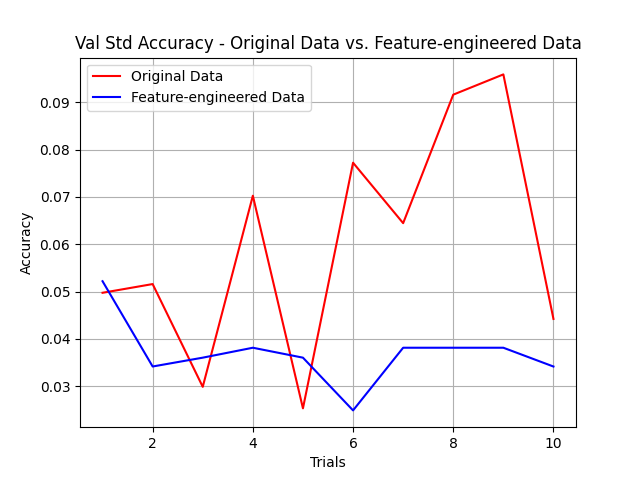 Val Std Accuracy - Original Data vs. Feature-engineered Data
Original Data
Feature-engineered Data
0.09
0.08
0.07
0.06
0.05
0.04
0.03
Accuracy
2
4
6
8
10
Trials